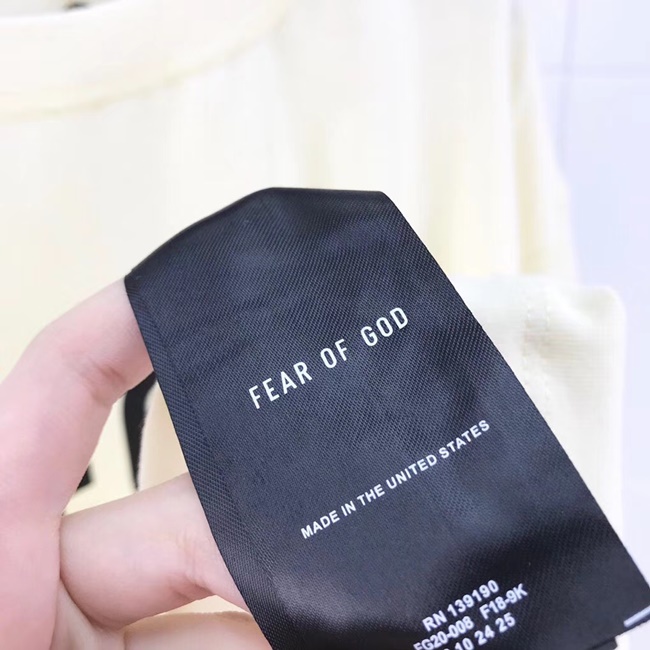 FEAR OF GOD
MADE IN THE UNITED STATES
RN 139190
FG20-008 F18-9K
10 24 25